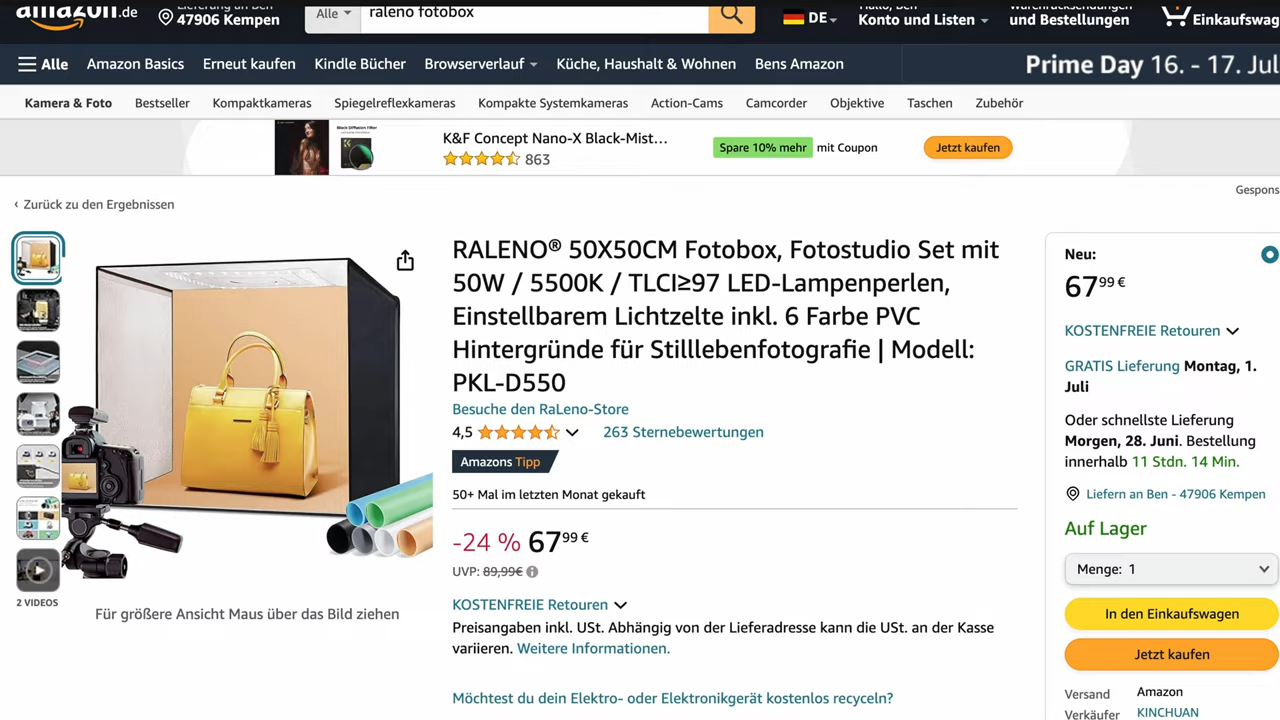 amazon.de
Lieferung an Ben
47906 Kempen
Alle
raleno fotobox
DE
Hallo, Ben
Konto und Listen
Warenrücksendungen
und Bestellungen
Einkaufswag
Alle
Amazon Basics
Erneut kaufen
Kindle Bücher
Browserverlauf
Küche, Haushalt & Wohnen
Bens Amazon
Prime Day 16. - 17. Jul
Kamera & Foto
Bestseller
Kompaktkameras
Spiegelreflexkameras
Kompakte Systemkameras
Action-Cams
Camcorder
Objektive
Taschen
Zubehör
Black Diffusion Filter
K&F Concept Nano-X Black-Mist…
863
Spare 10% mehr mit Coupon
Jetzt kaufen
Gespons
‹ Zurück zu den Ergebnissen
2 VIDEOS
Für größere Ansicht Maus über das Bild ziehen
RALENO® 50X50CM Fotobox, Fotostudio Set mit
50W / 5500K / TLCI≥97 LED-Lampenperlen,
Einstellbarem Lichtzelte inkl. 6 Farbe PVC
Hintergründe für Stilllebenfotografie | Modell:
PKL-D550
Besuche den RaLeno-Store
4,5
263 Sternebewertungen
Amazons Tipp
50+ Mal im letzten Monat gekauft
-24 % 67⁹⁹ €
UVP: 89,99€
KOSTENFREIE Retouren
Preisangaben inkl. USt. Abhängig von der Lieferadresse kann die USt. an der Kasse
variieren. Weitere Informationen.
Möchtest du dein Elektro- oder Elektronikgerät kostenlos recyceln?
Neu:
67⁹⁹ €
KOSTENFREIE Retouren
GRATIS Lieferung Montag, 1.
Juli
Oder schnellste Lieferung
Morgen, 28. Juni. Bestellung
innerhalb 11 Stdn. 14 Min.
Liefern an Ben - 47906 Kempen
Auf Lager
Menge: 1
In den Einkaufswagen
Jetzt kaufen
Versand Amazon
Verkäufer KINCHUAN